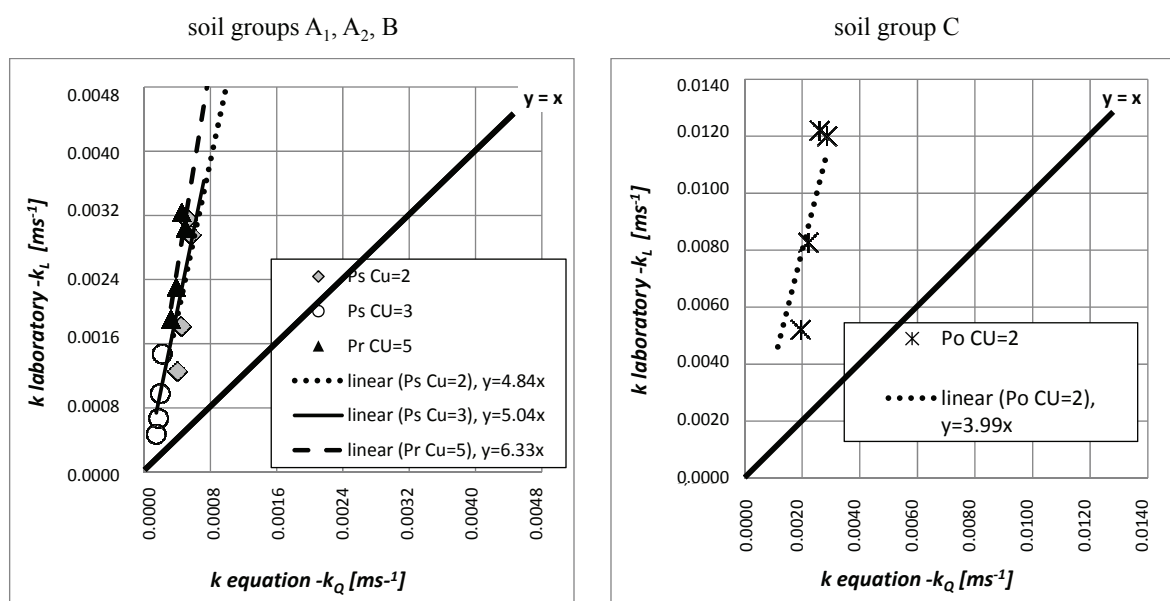 soil groups A₁, A₂, B
0.0048
0.0040
0.0032
0.0024
0.0016
0.0008
0.0000
k laboratory -k_L [ms⁻¹]
y = x
Ps Cu=2
Ps CU=3
Pr CU=5
linear (Ps Cu=2), y=4.84x
linear (Ps Cu=3), y=5.04x
linear (Pr Cu=5), y=6.33x
0.0000
0.0008
0.0016
0.0024
0.0032
0.0040
0.0048
k equation -k_Q [ms-¹]
soil group C
0.0140
0.0120
0.0100
0.0080
0.0060
0.0040
0.0020
0.0000
k laboratory -k_L [ms⁻¹]
y = x
Po CU=2
linear (Po CU=2),
y=3.99x
0.0000
0.0020
0.0040
0.0060
0.0080
0.0100
0.0120
0.0140
k equation -k_Q [ms⁻¹]